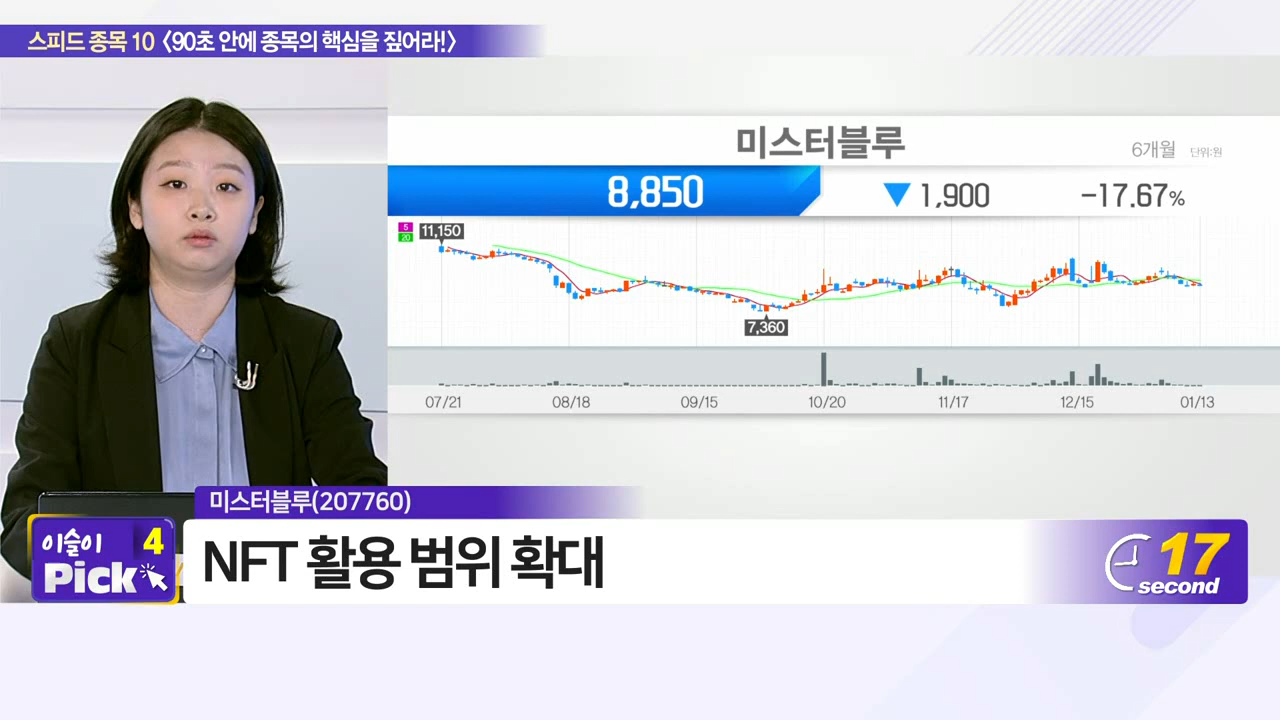 스피드 종목 10 〈90초 안에 종목의 핵심을 짚어라!〉
미스터블루
6개월 단위:원
8,850 ▼ 1,900 -17.67%
5
20
11,150
7,360
07/21 08/18 09/15 10/20 11/17 12/15 01/13
미스터블루(207760)
이슬이 4
Pick
NFT 활용 범위 확대
17
second